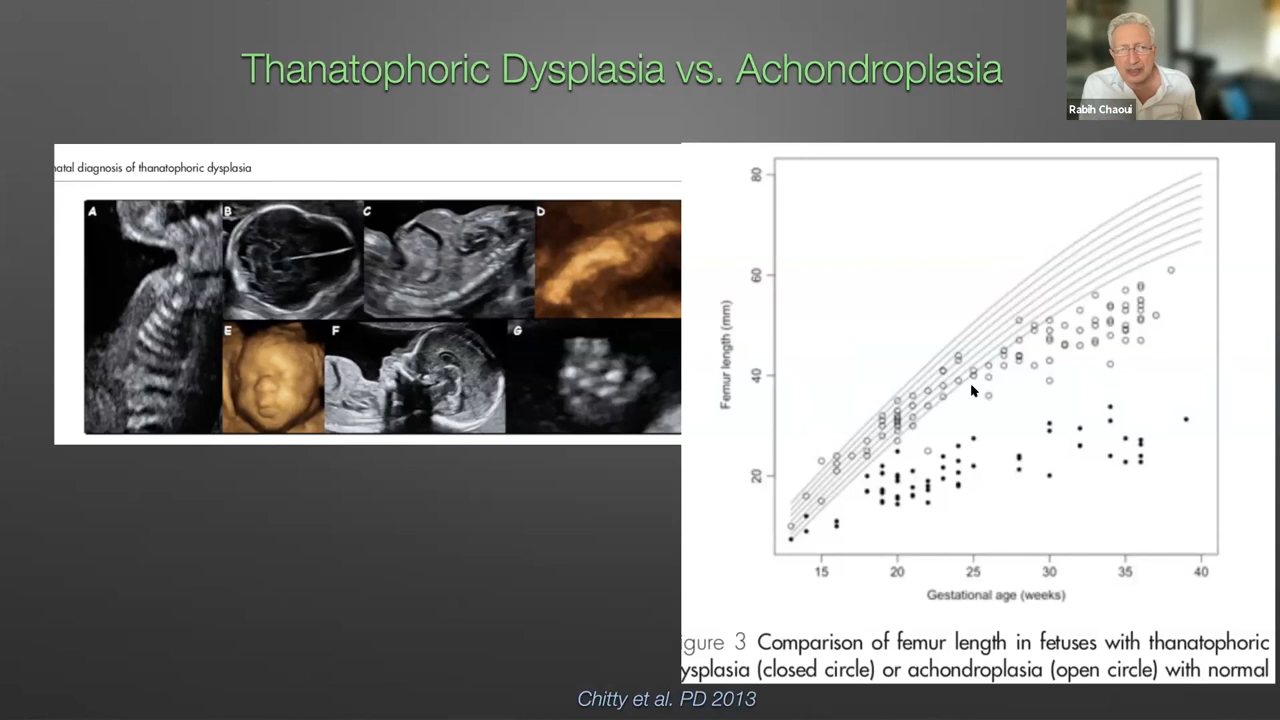 Thanatophoric Dysplasia vs. Achondroplasia
Rabih Chaoui
natal diagnosis of thanatophoric dysplasia
A
B
C
D
E
F
G
80
60
40
20
Femur length (mm)
15 20 25 30 35 40
Gestational age (weeks)
igure 3 Comparison of femur length in fetuses with thanatophoric
ysplasia (closed circle) or achondroplasia (open circle) with normal
Chitty et al. PD 2013